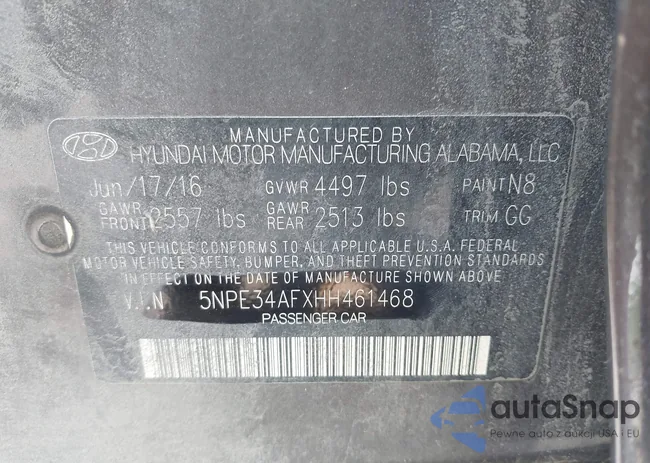 MANUFACTURED BY
HYUNDAI MOTOR MANUFACTURING ALABAMA, LLC
Jun/17/16 GVWR 4497 lbs PAINT N8
GAWR FRONT 2557 lbs GAWR REAR 2513 lbs TRIM GG
THIS VEHICLE CONFORMS TO ALL APPLICABLE U.S.A. FEDERAL
MOTOR VEHICLE SAFETY, BUMPER, AND THEFT PREVENTION STANDARDS
IN EFFECT ON THE DATE OF MANUFACTURE SHOWN ABOVE.
V.I.N 5NPE34AFXHH461468
PASSENGER CAR
autaSnap
Pewne auto z aukcji USA i EU